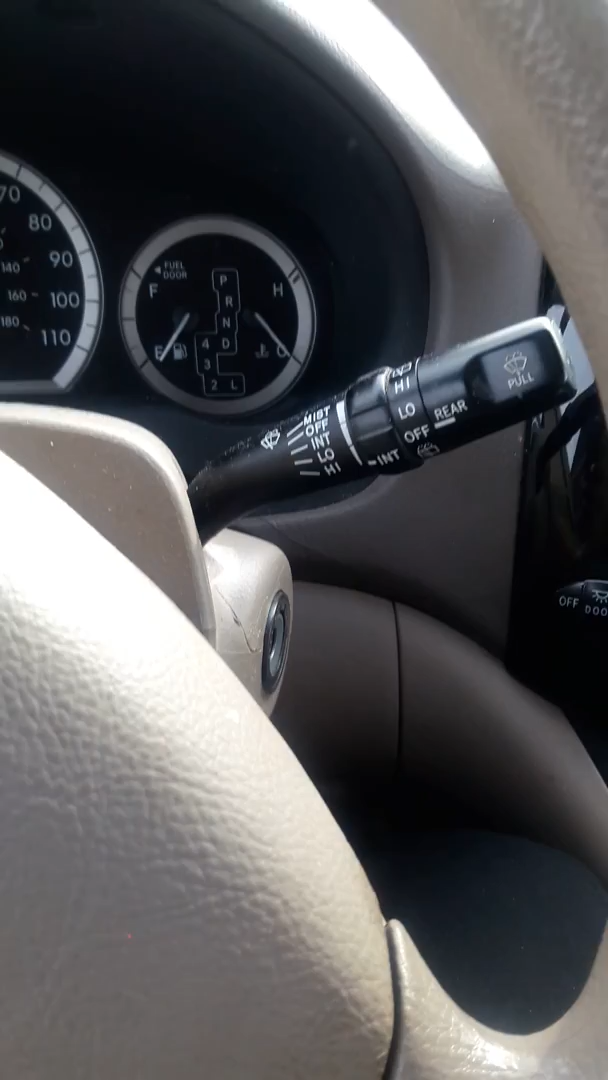 70
80
90
100
110
140
160
180
FUEL
DOOR
F
H
E
C
P
R
N
D
4
3
2
L
MIST
OFF
INT
LO
HI
HI
LO
OFF
INT
REAR
PULL
OFF
DOO